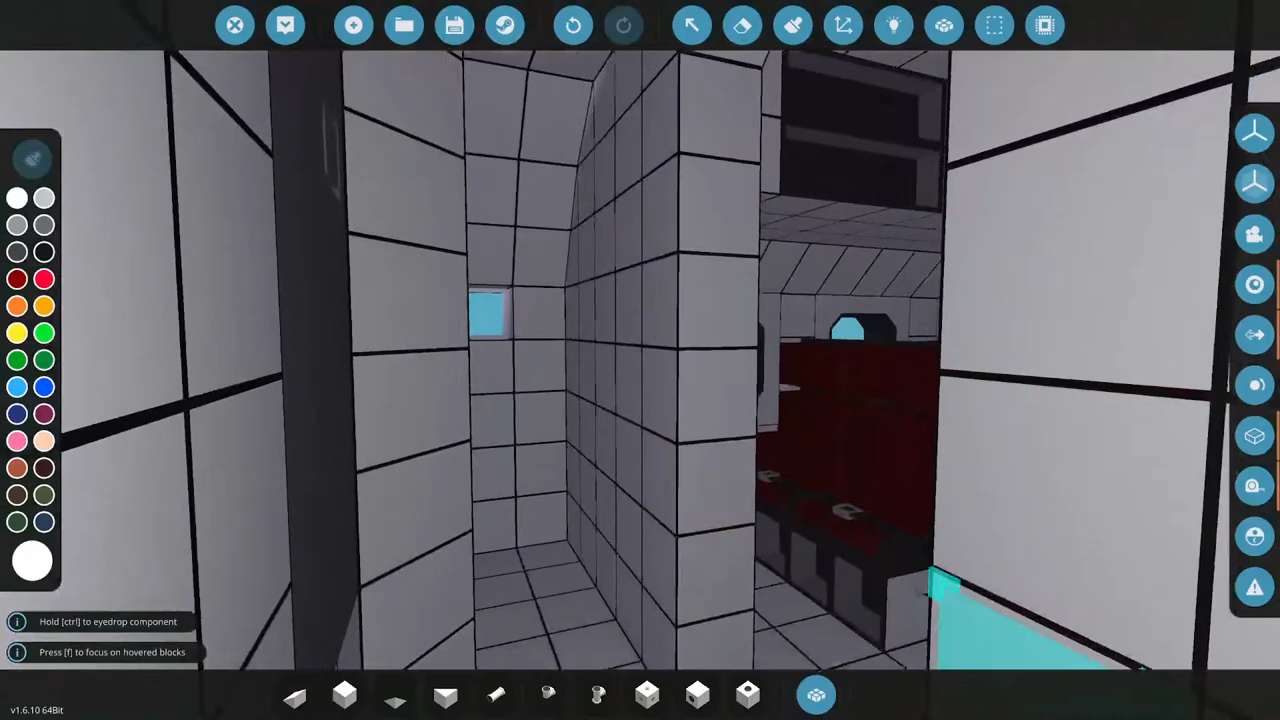 Hold [ctrl] to eyedrop component
Press [f] to focus on hovered blocks
v1.6.10 64Bit